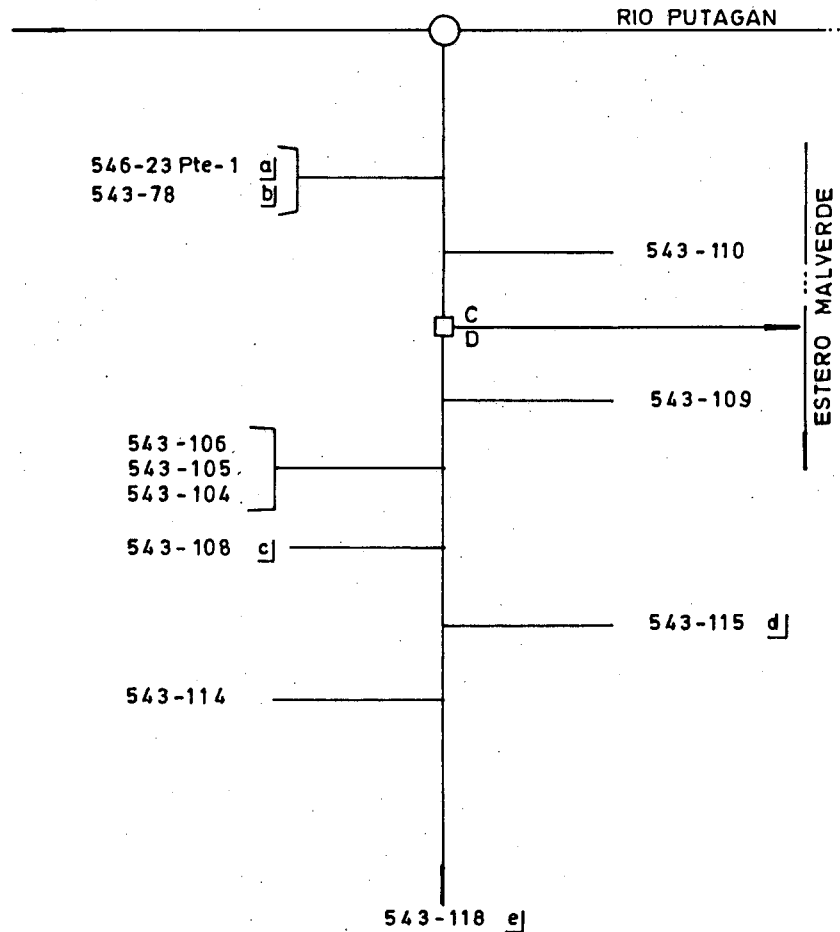 RIO PUTAGAN
546-23 Pte-1 a
543-78 b
543-110
ESTERO MALVERDE
C
D
543-109
543-106
543-105
543-104
543-108 c
543-115 d
543-114
543-118 e